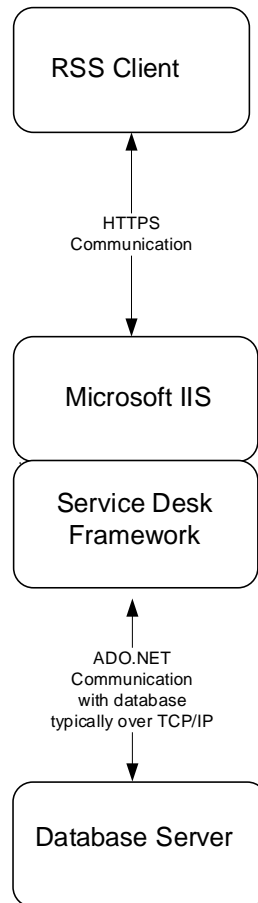 RSS Client
HTTPS
Communication
Microsoft IIS
Service Desk
Framework
ADO.NET
Communication
with database
typically over TCP/IP
Database Server